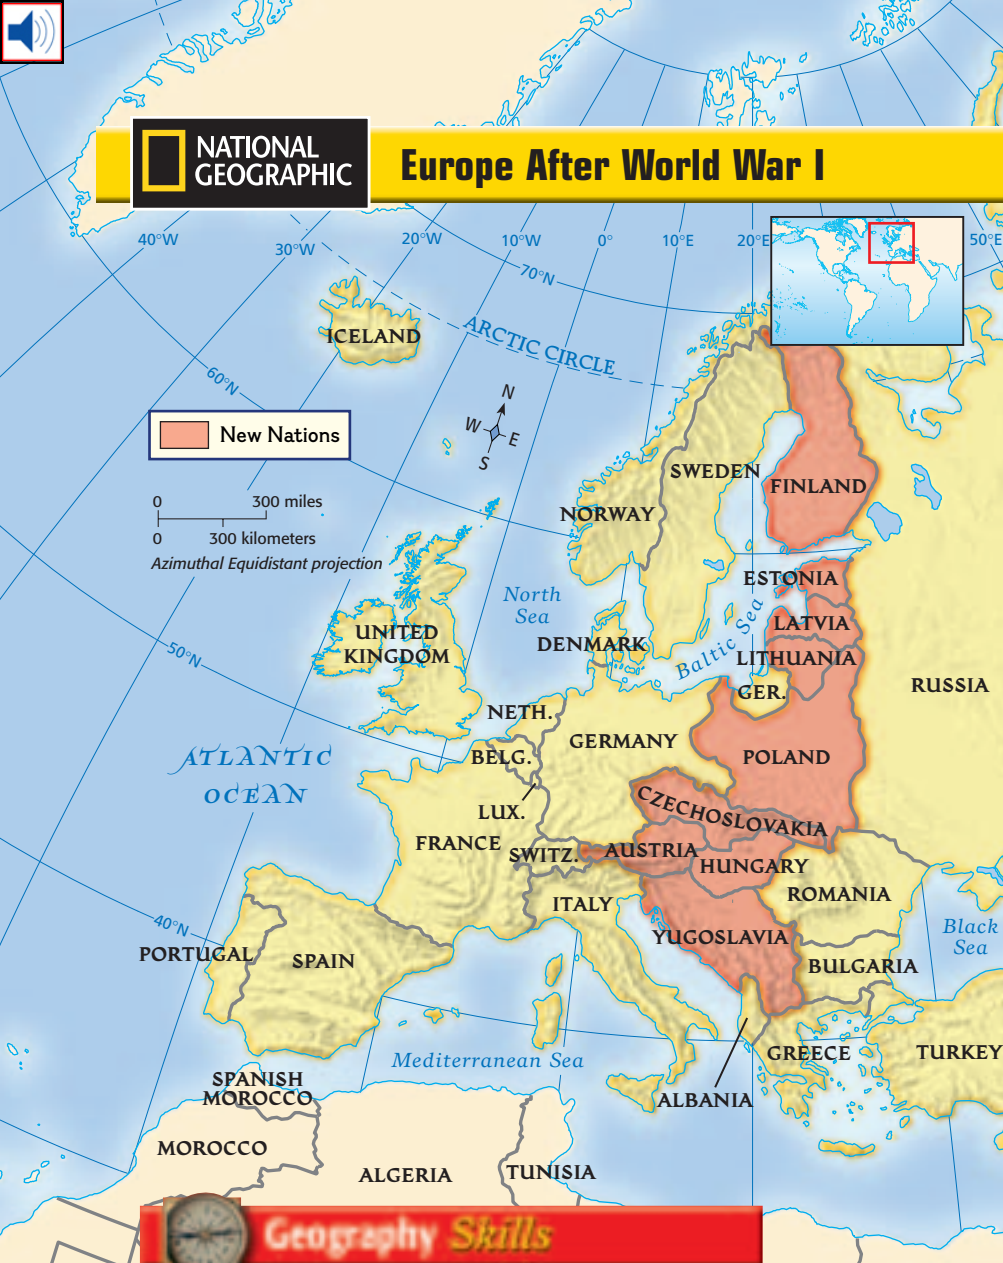 NATIONAL
GEOGRAPHIC
Europe After World War I
40°W
30°W
20°W
10°W
0°
10°E
20°E
50°E
70°N
ARCTIC CIRCLE
ICELAND
60°N
N
W
E
S
New Nations
0
300 miles
0
300 kilometers
Azimuthal Equidistant projection
SWEDEN
FINLAND
NORWAY
North
Sea
ESTONIA
LATVIA
Baltic Sea
LITHUANIA
DENMARK
UNITED
KINGDOM
50°N
GER.
RUSSIA
NETH.
GERMANY
POLAND
BELG.
ATLANTIC
OCEAN
LUX.
CZECHOSLOVAKIA
FRANCE
SWITZ.
AUSTRIA
HUNGARY
ROMANIA
ITALY
40°N
YUGOSLAVIA
Black
Sea
PORTUGAL
SPAIN
BULGARIA
Mediterranean Sea
GREECE
TURKEY
ALBANIA
SPANISH
MOROCCO
MOROCCO
ALGERIA
TUNISIA
Geography Skills